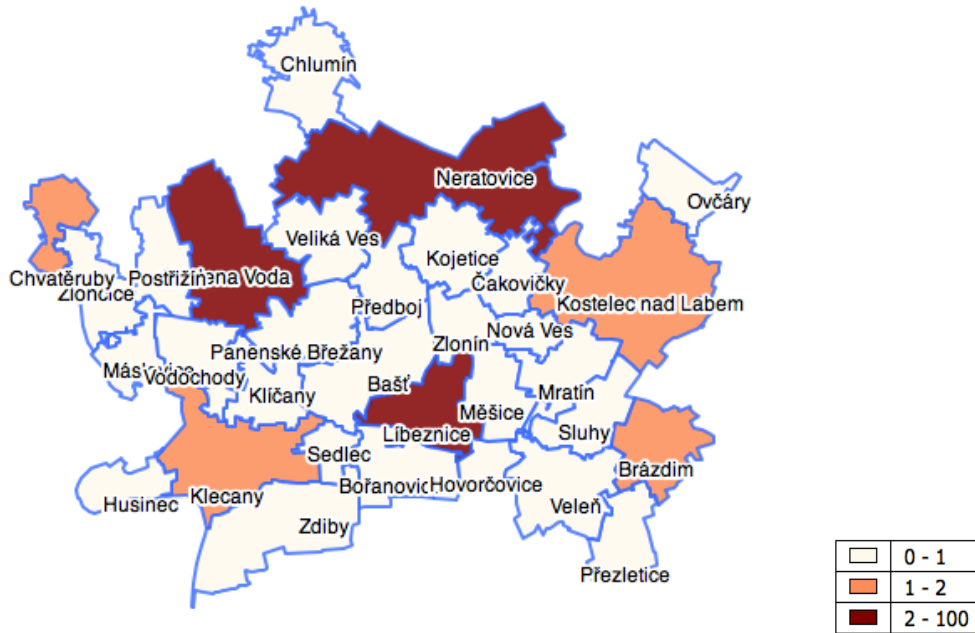 Chlumín
Neratovice
Ovčáry
Veliká Ves
Kojetice
Chvatěruby
Postřižín
ena Voda
Čakovičky
Kostelec nad Labem
Předboj
Nová Ves
Zlonín
Panenské Břežany
Vodochody
Klíčany
Bašť
Mratín
Měšice
Líbeznice
Sluhy
Sedlec
Brázdim
Klecany
Husinec
Hovorčovice
Veleň
Zdiby
Přezletice
0 - 1
1 - 2
2 - 100